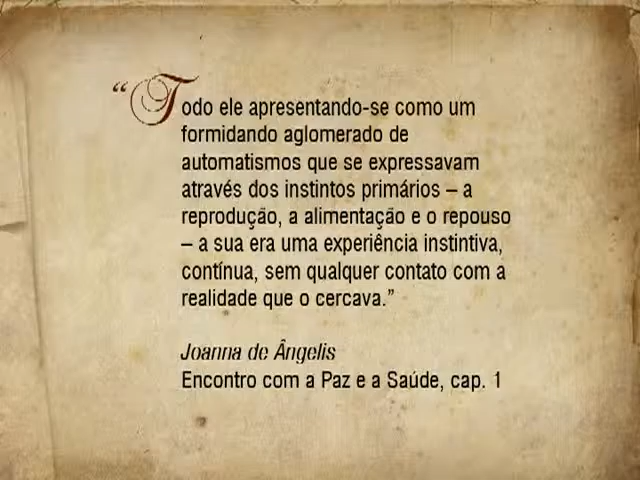 “Todo ele apresentando-se como um
formidando aglomerado de
automatismos que se expressavam
através dos instintos primários – a
reprodução, a alimentação e o repouso
– a sua era uma experiência instintiva,
contínua, sem qualquer contato com a
realidade que o cercava.”
Joanna de Ângelis
Encontro com a Paz e a Saúde, cap. 1